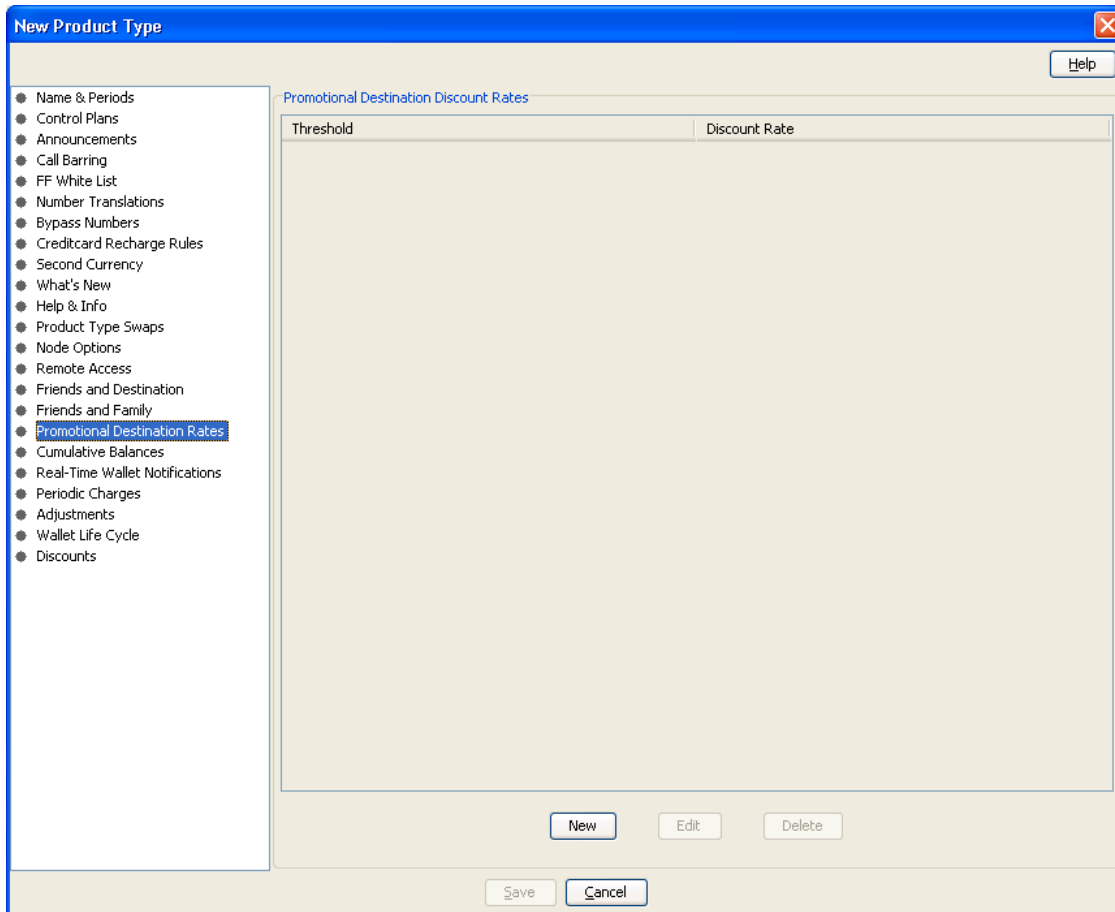 New Product Type
Help
Name & Periods
Control Plans
Announcements
Call Barring
FF White List
Number Translations
Bypass Numbers
Creditcard Recharge Rules
Second Currency
What's New
Help & Info
Product Type Swaps
Node Options
Remote Access
Friends and Destination
Friends and Family
Promotional Destination Rates
Cumulative Balances
Real-Time Wallet Notifications
Periodic Charges
Adjustments
Wallet Life Cycle
Discounts
Promotional Destination Discount Rates
Threshold Discount Rate
New Edit Delete
Save Cancel